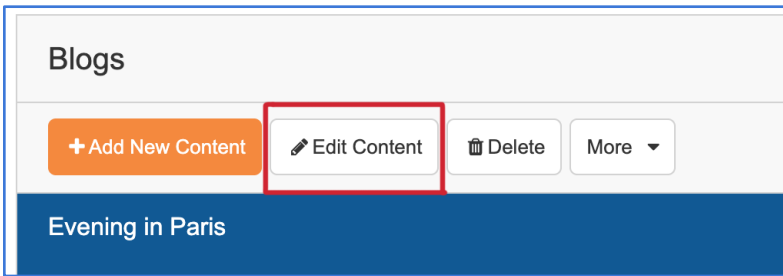 Blogs
Add New Content Edit Content Delete More
Evening in Paris